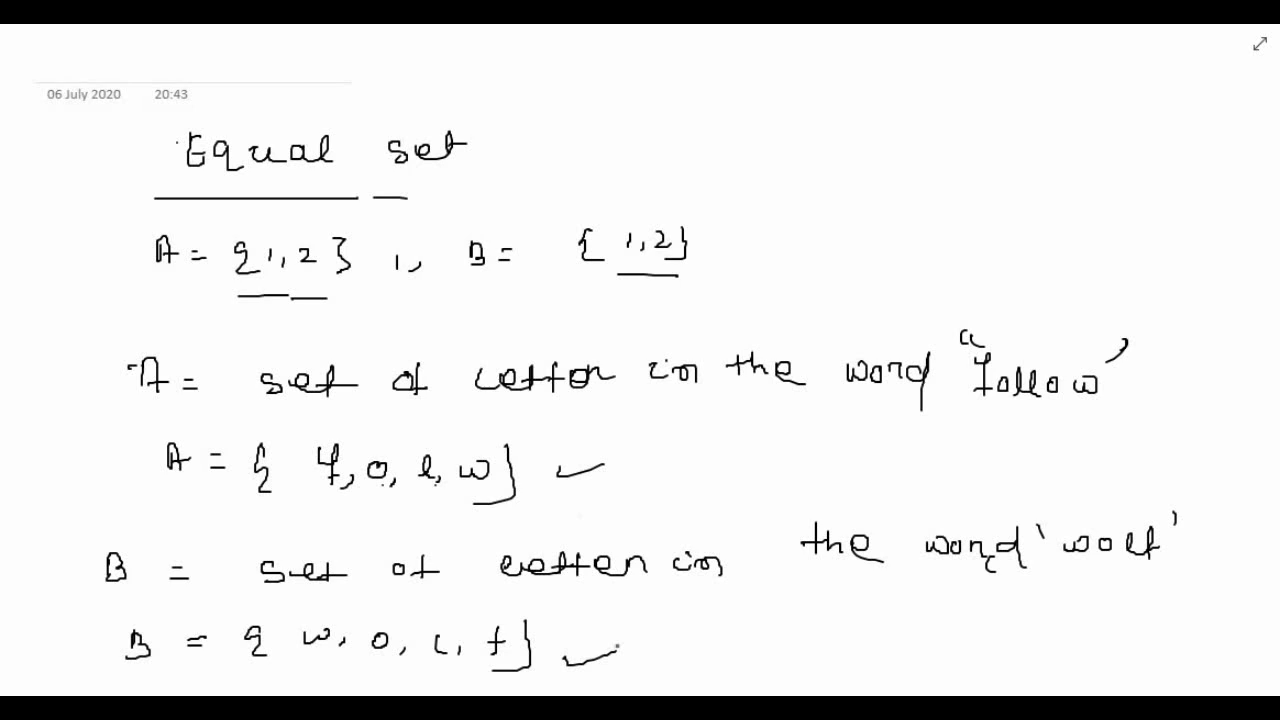 06 July 2020 20:43
Equal set
A = {1, 2} 1, B = {1, 2}
A = set of letter in the word "follow"
A = {f, o, l, w}
B = set of letter in the word 'wolf'
B = {w, o, l, f}